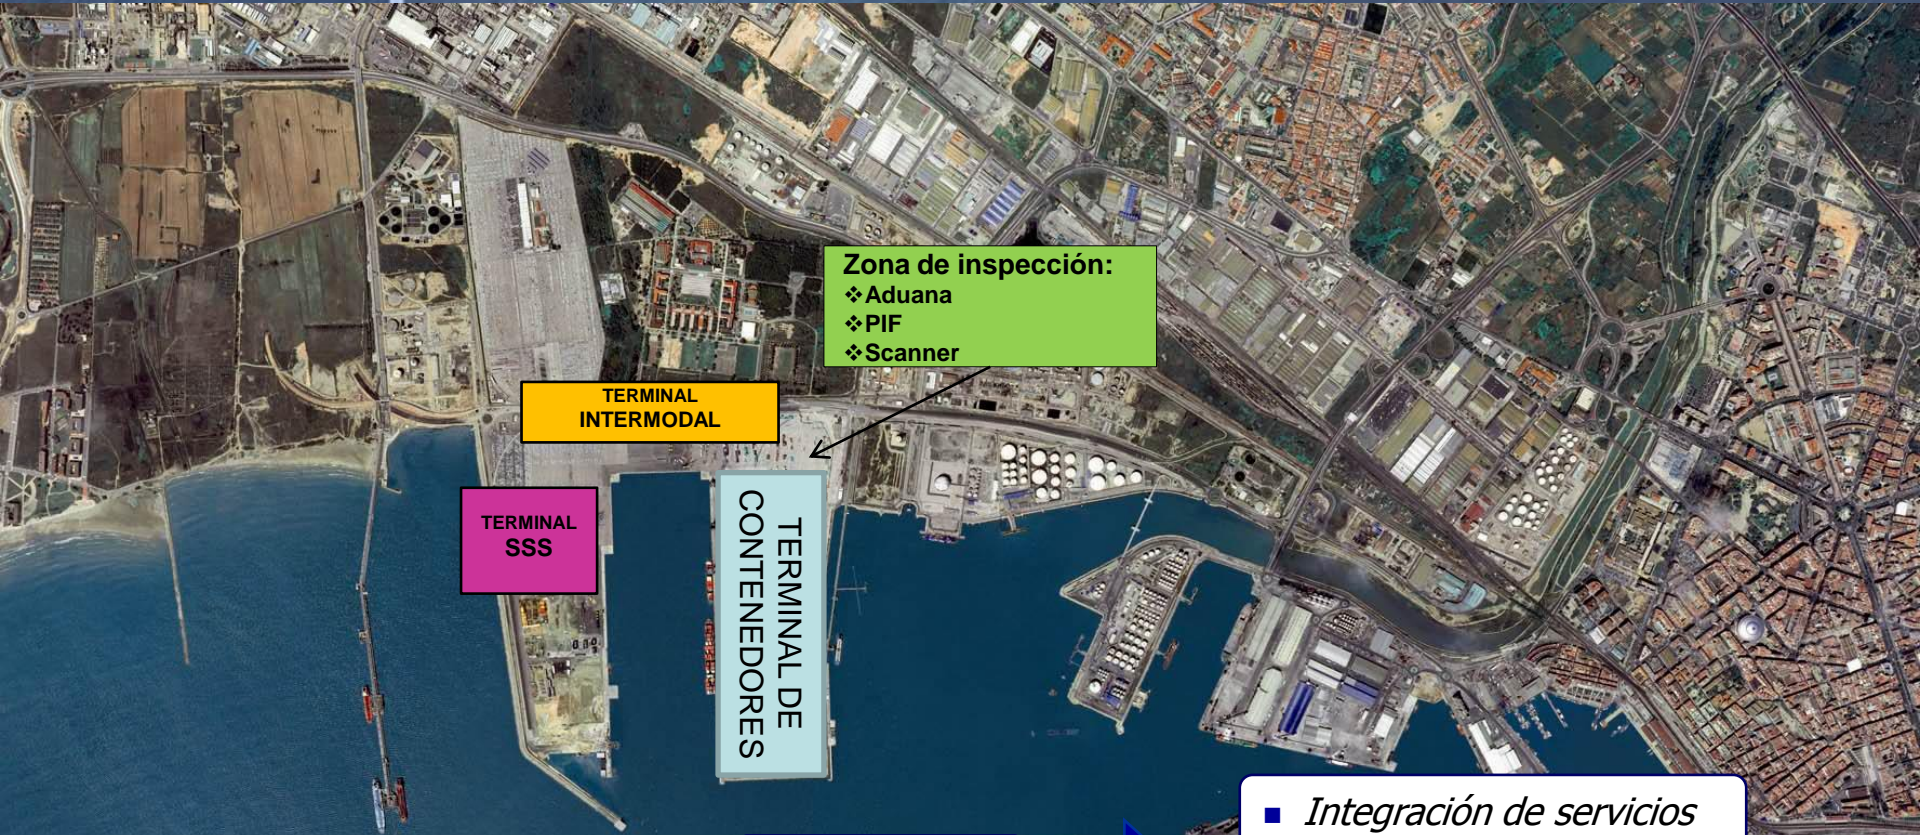 Zona de inspección:
❖Aduana
❖PIF
❖Scanner
TERMINAL
INTERMODAL
TERMINAL
SSS
TERMINAL DE
CONTENEDORES
▪ Integración de servicios